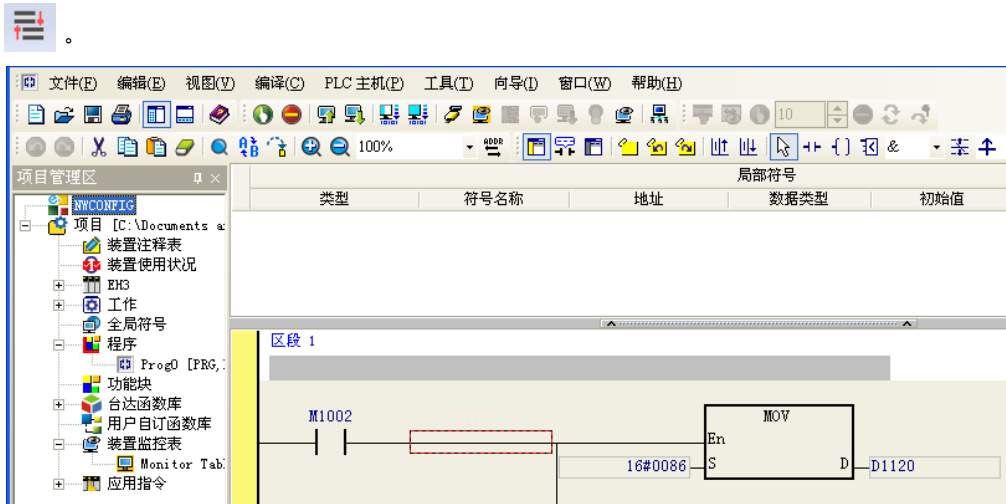 。
文件(F) 编辑(E) 视图(V) 编译(C) PLC 主机(P) 工具(T) 向导(I) 窗口(W) 帮助(H)
10
100% ADDR &
项目管理区
局部符号
类型 符号名称 地址 数据类型 初始值
NWCONFIG
项目 [C:\Documents a
装置注释表
装置使用状况
EH3
工作
全局符号
程序
Prog0 [PRG,
功能块
台达函数库
用户自订函数库
装置监控表
Monitor Tab
应用指令
区段 1
M1002
MOV
En
16#0086 S D D1120